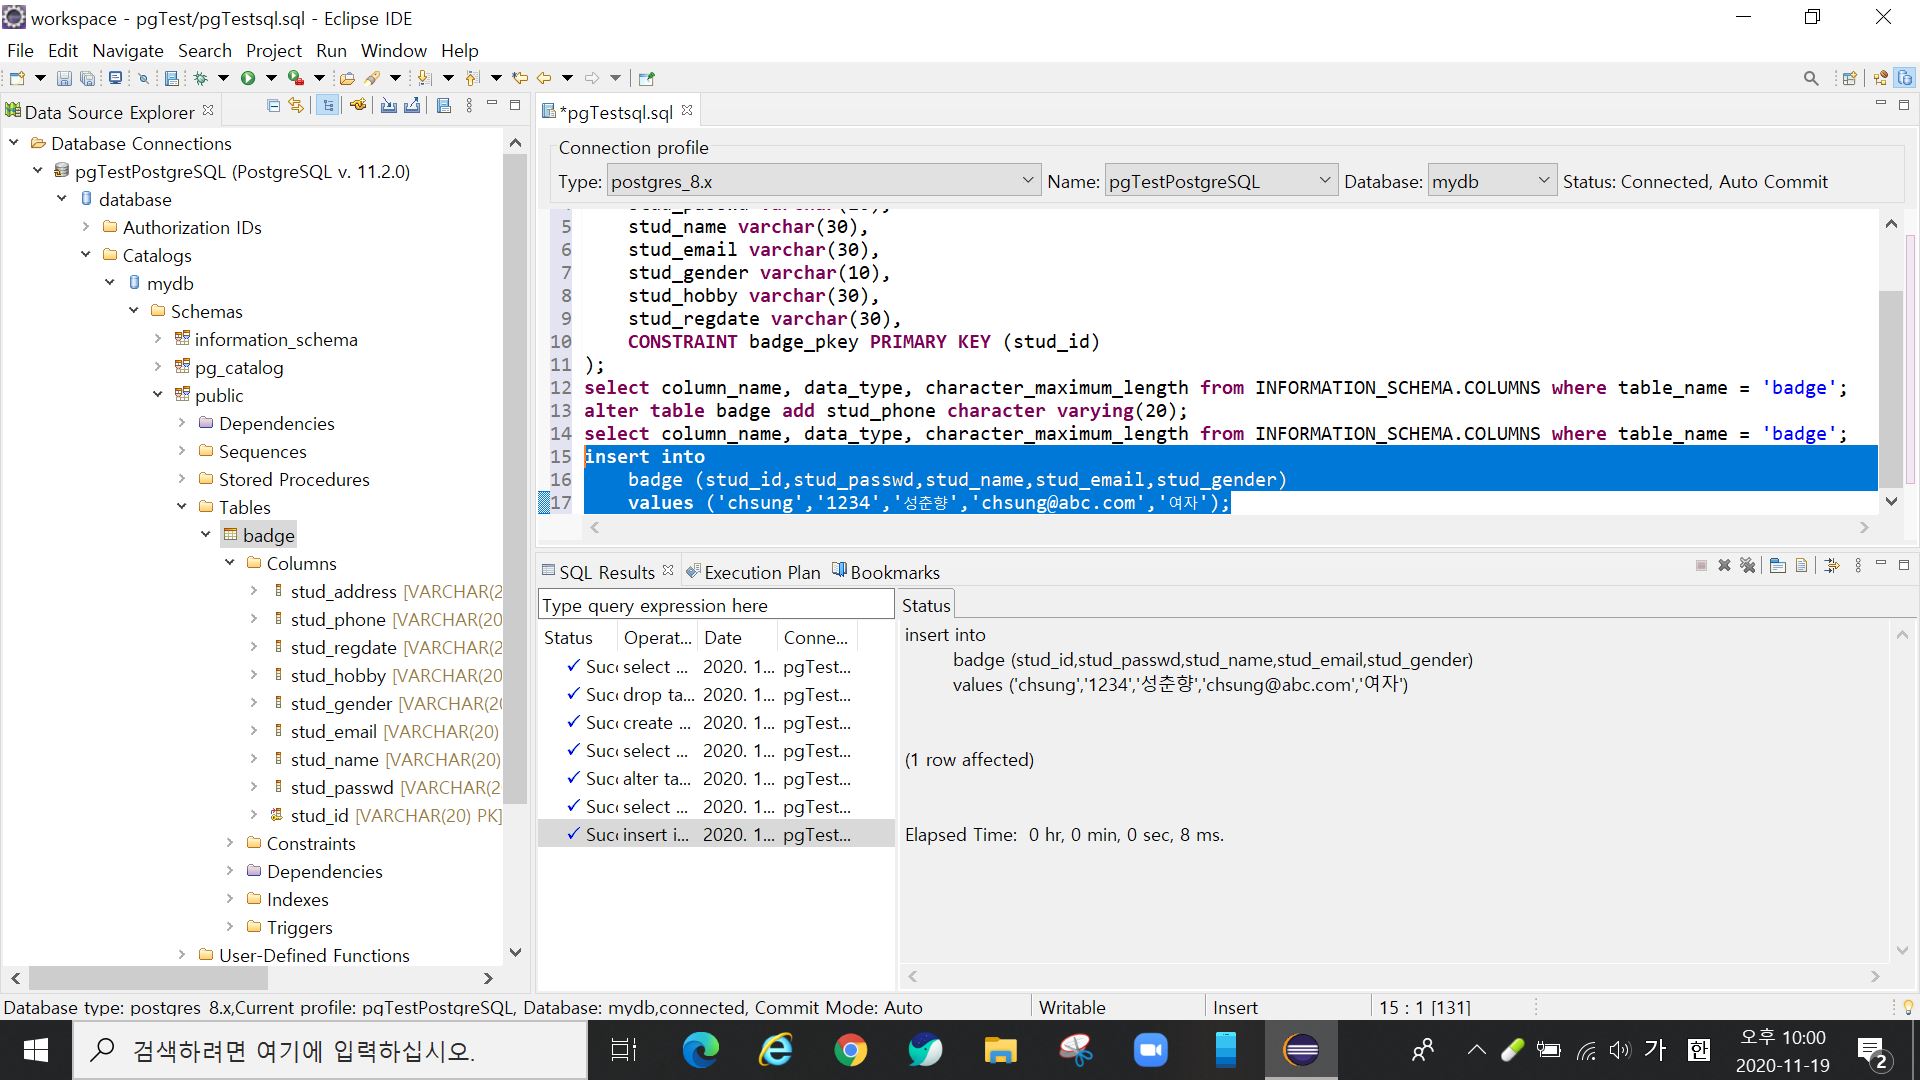 workspace - pgTest/pgTestsql.sql - Eclipse IDE
File Edit Navigate Search Project Run Window Help
Data Source Explorer
Database Connections
pgTestPostgreSQL (PostgreSQL v. 11.2.0)
database
Authorization IDs
Catalogs
mydb
Schemas
information_schema
pg_catalog
public
Dependencies
Sequences
Stored Procedures
Tables
badge
Columns
stud_address [VARCHAR(2
stud_phone [VARCHAR(20
stud_regdate [VARCHAR(2
stud_hobby [VARCHAR(20
stud_gender [VARCHAR(20
stud_email [VARCHAR(20)
stud_name [VARCHAR(20)
stud_passwd [VARCHAR(2
stud_id [VARCHAR(20) PK]
Constraints
Dependencies
Indexes
Triggers
User-Defined Functions
*pgTestsql.sql
Connection profile
Type: postgres_8.x Name: pgTestPostgreSQL Database: mydb Status: Connected, Auto Commit
5 stud_name varchar(30),
6 stud_email varchar(30),
7 stud_gender varchar(10),
8 stud_hobby varchar(30),
9 stud_regdate varchar(30),
10 CONSTRAINT badge_pkey PRIMARY KEY (stud_id)
11 );
12 select column_name, data_type, character_maximum_length from INFORMATION_SCHEMA.COLUMNS where table_name = 'badge';
13 alter table badge add stud_phone character varying(20);
14 select column_name, data_type, character_maximum_length from INFORMATION_SCHEMA.COLUMNS where table_name = 'badge';
15 insert into
16 badge (stud_id,stud_passwd,stud_name,stud_email,stud_gender)
17 values ('chsung','1234','성춘향','chsung@abc.com','여자');
SQL Results Execution Plan Bookmarks
Type query expression here
Status Operat... Date Conne...
Succ select ... 2020. 1... pgTest...
Succ drop ta... 2020. 1... pgTest...
Succ create ... 2020. 1... pgTest...
Succ select ... 2020. 1... pgTest...
Succ alter ta... 2020. 1... pgTest...
Succ select ... 2020. 1... pgTest...
Succ insert i... 2020. 1... pgTest...
Status
insert into
badge (stud_id,stud_passwd,stud_name,stud_email,stud_gender)
values ('chsung','1234','성춘향','chsung@abc.com','여자')
(1 row affected)
Elapsed Time: 0 hr, 0 min, 0 sec, 8 ms.
Database type: postgres_8.x,Current profile: pgTestPostgreSQL, Database: mydb,connected, Commit Mode: Auto Writable Insert 15 : 1 [131]
검색하려면 여기에 입력하십시오.
가 한
오후 10:00
2020-11-19
2